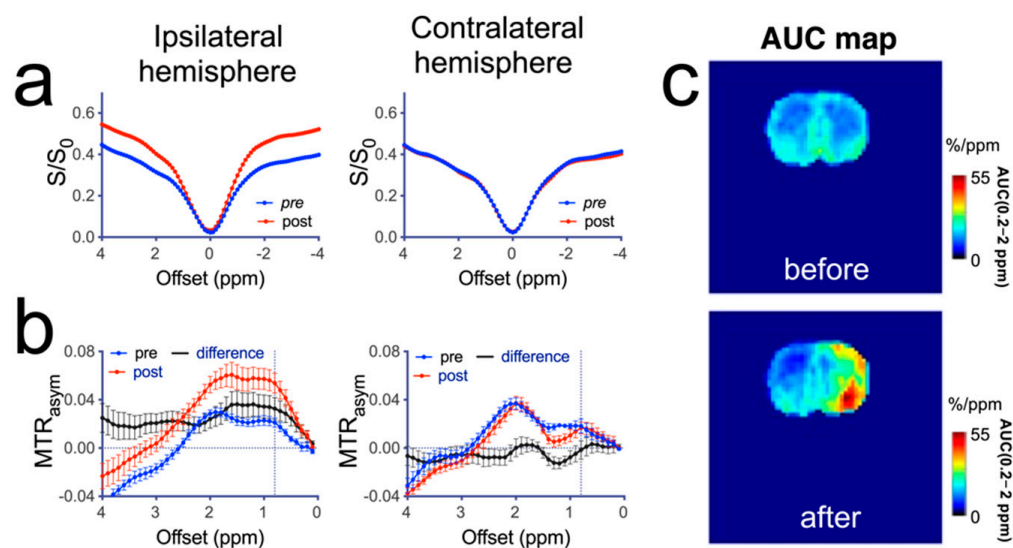 a
Ipsilateral
hemisphere
S/S0
0.6
0.4
0.2
0.0
pre
post
4 2 0 -2 -4
Offset (ppm)
Contralateral
hemisphere
S/S0
0.6
0.4
0.2
0.0
pre
post
4 2 0 -2 -4
Offset (ppm)
b
MTRasym
0.08
0.04
0.00
-0.04
pre difference
post
4 3 2 1 0
Offset (ppm)
MTRasym
0.08
0.04
0.00
-0.04
pre difference
post
4 3 2 1 0
Offset (ppm)
c
AUC map
before
%/ppm
55
0
AUC(0.2–2 ppm)
after
%/ppm
55
0
AUC(0.2–2 ppm)